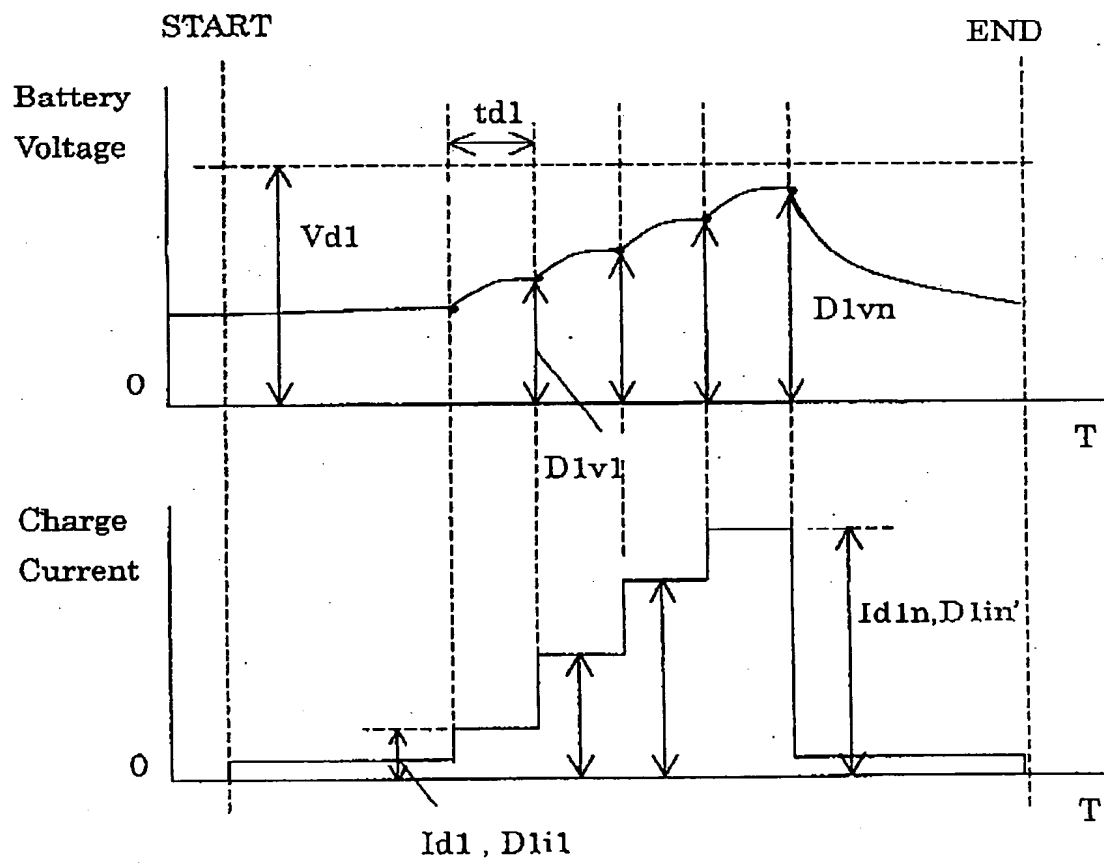 START
END
Battery
Voltage
td1
Vd1
D1vn
0
T
D1v1
Charge
Current
Id1n,D1in'
0
T
Id1 , D1i1